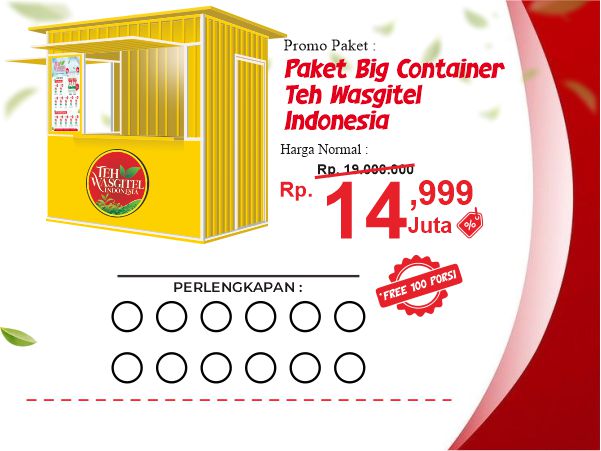 Promo Paket :
Paket Big Container
Teh Wasgitel
Indonesia
Harga Normal :
Rp. 19.000.000
Rp. 14,999
Juta
%
TEH
WASGITEL
INDONESIA
*FREE 100 PORSI
PERLENGKAPAN :